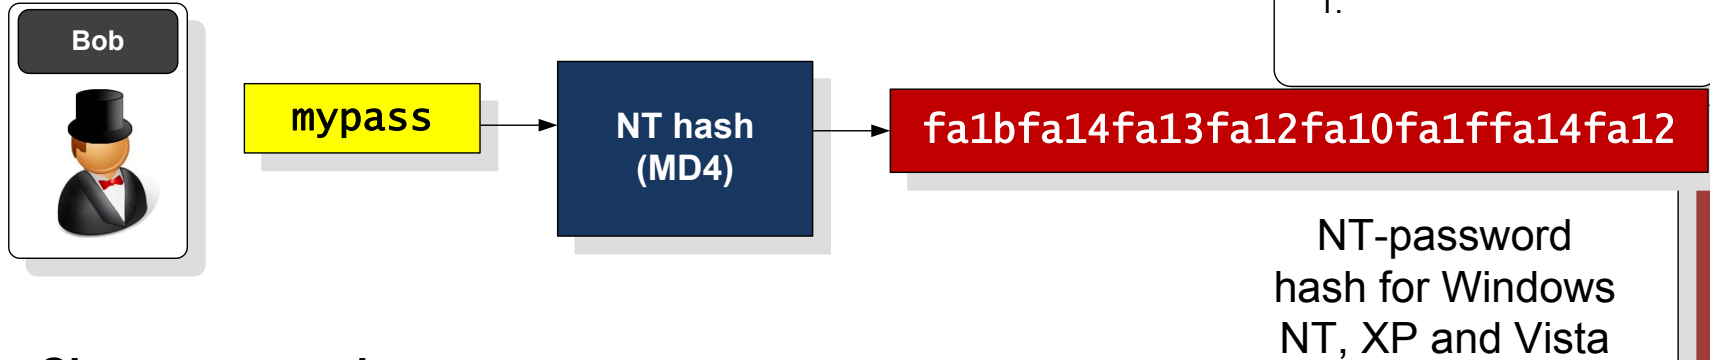 Bob
mypass
NT hash
(MD4)
fa1bfa14fa13fa12fa10fa1ffa14fa12
NT-password
hash for Windows
NT, XP and Vista